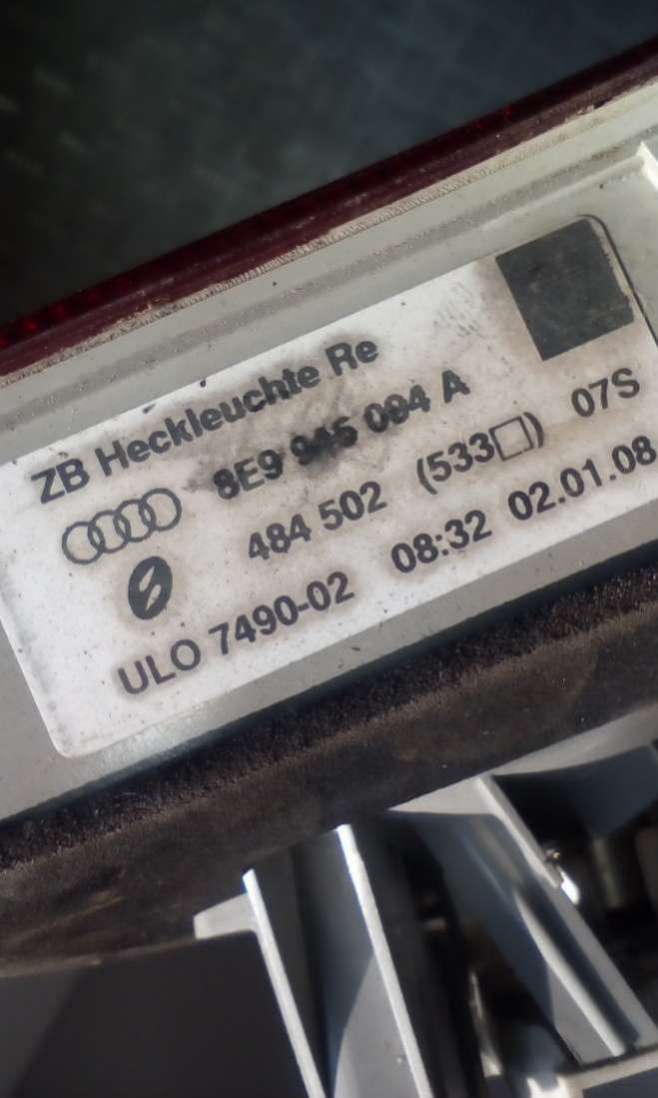 ZB Heckleuchte Re
8E9 945 094 A
484 502 (533□) 07S
ULO 7490-02 08:32 02.01.08